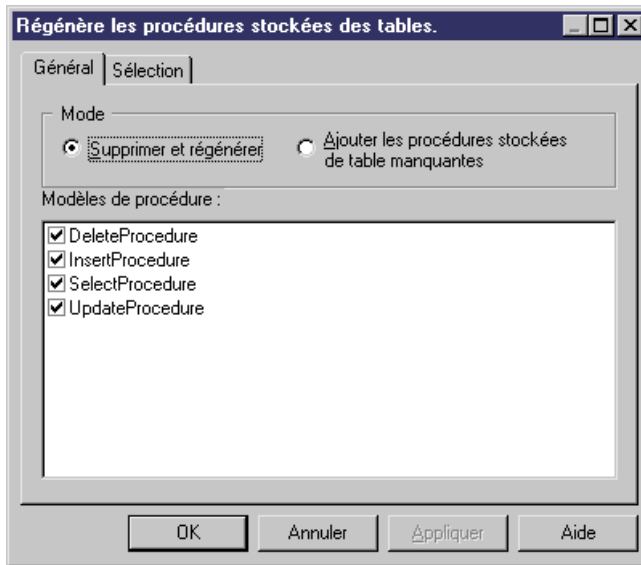 Régénère les procédures stockées des tables.
Général
Sélection
Mode
Supprimer et régénérer
Ajouter les procédures stockées
de table manquantes
Modèles de procédure :
DeleteProcedure
InsertProcedure
SelectProcedure
UpdateProcedure
OK
Annuler
Appliquer
Aide